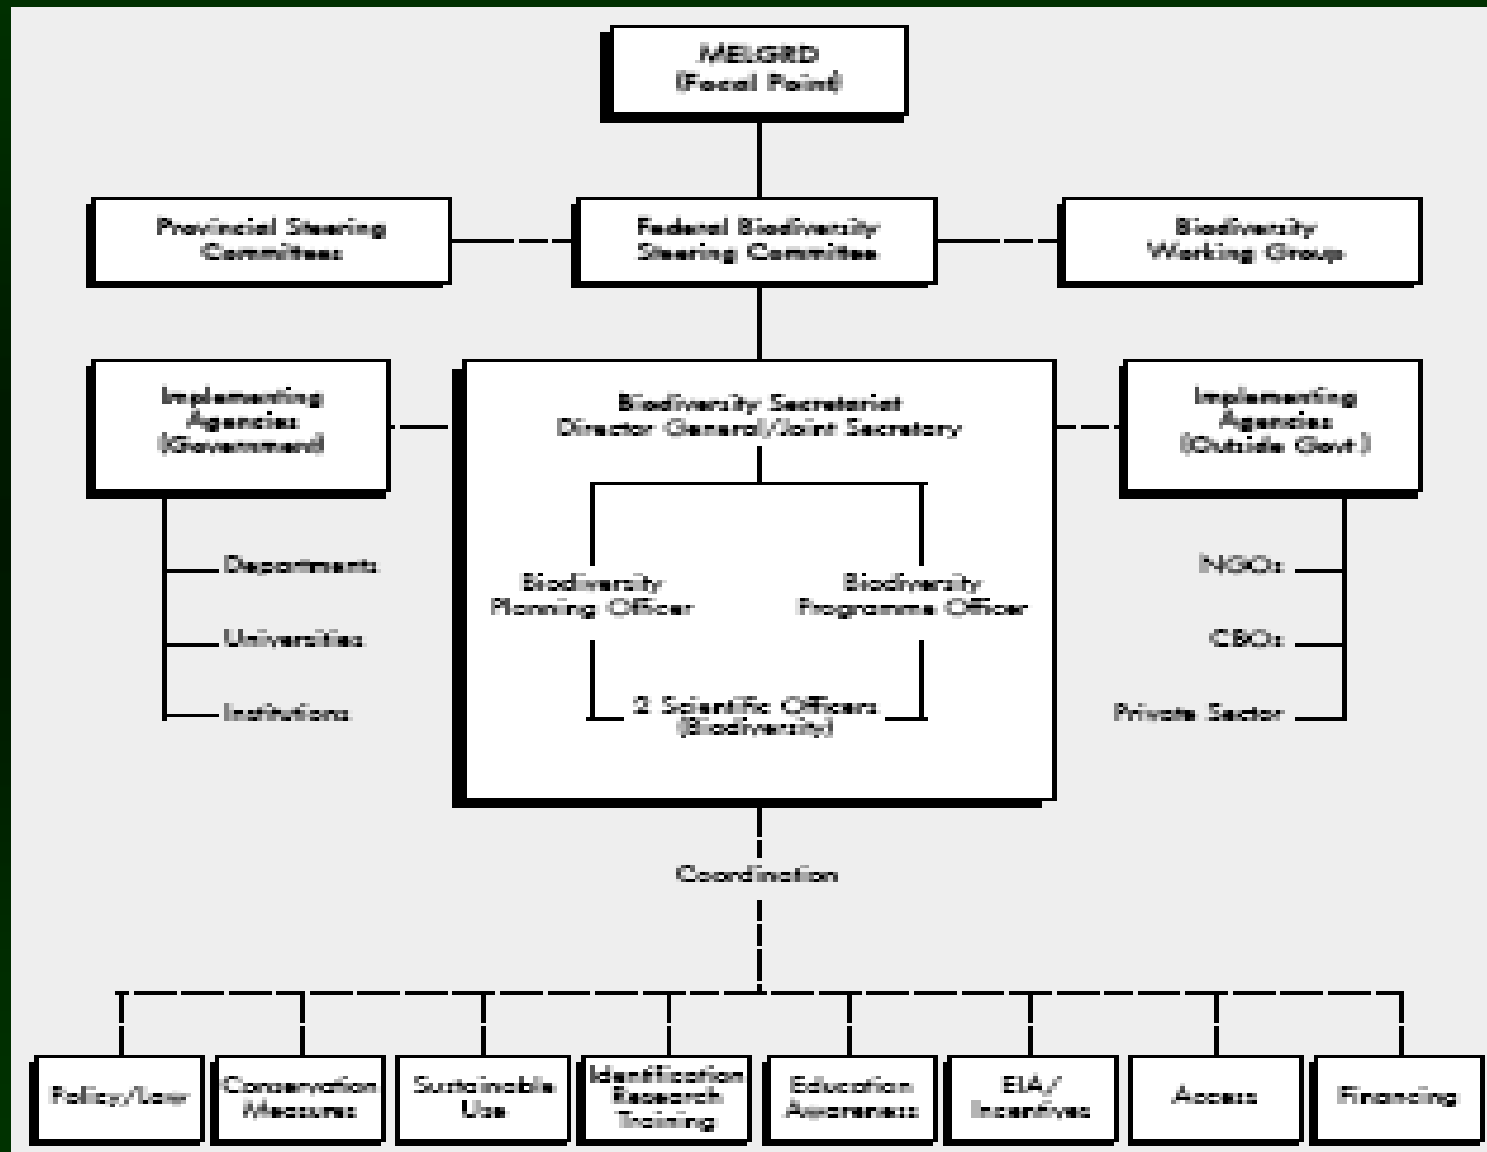 MELGRD
(Focal Point)
Provincial Steering
Committees
Federal Biodiversity
Steering Committee
Biodiversity
Working Group
Implementing
Agencies
(Government)
Biodiversity Secretariat
Director General/Joint Secretary
Implementing
Agencies
(Outside Govt.)
Departments
Universities
Institutions
Biodiversity
Planning Officer
Biodiversity
Programme Officer
2 Scientific Officers
(Biodiversity)
NGOs
CBOs
Private Sector
Coordination
Policy/Law
Conservation
Measures
Sustainable
Use
Identification
Research
Training
Education
Awareness
EIA/
Incentives
Access
Financing